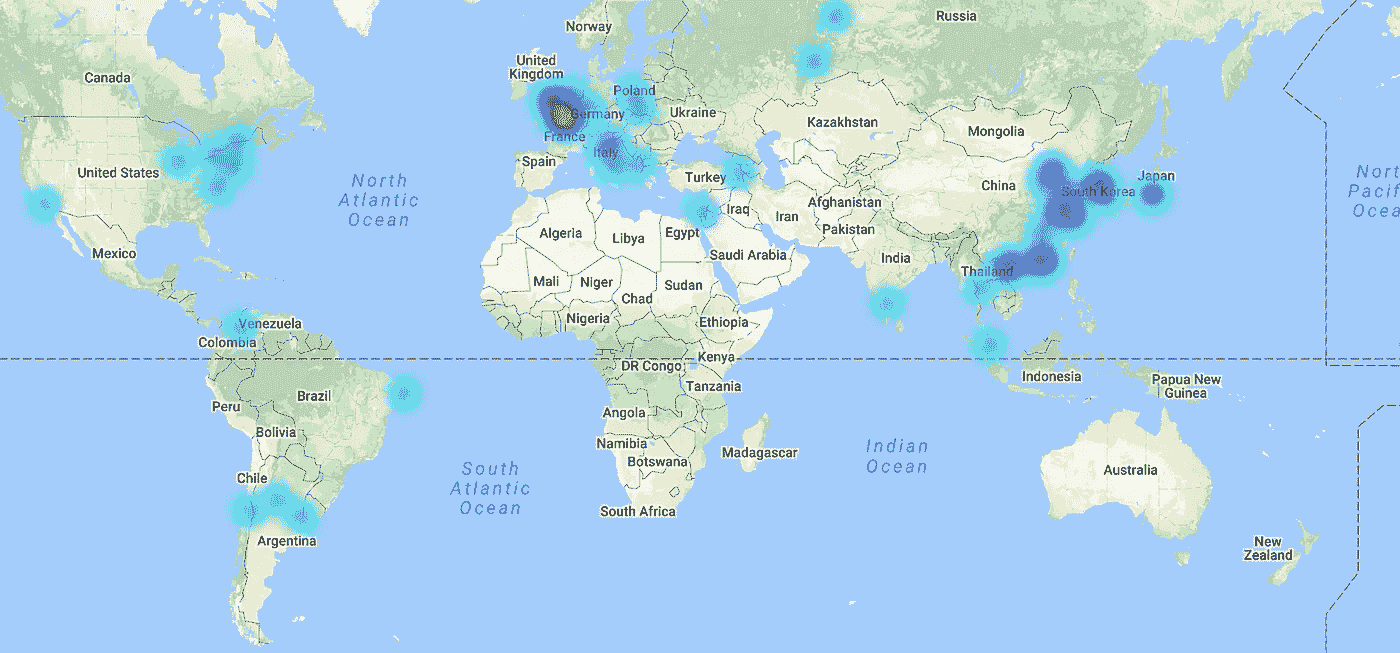 Russia
Norway
United
Kingdom
Canada
Poland
Ukraine
Germany
Kazakhstan
Mongolia
France
Italy
Spain
United States
Turkey
China
South Korea
Japan
North
Atlantic
Ocean
Nort
Pacif
Ocea
Afghanistan
Iraq
Iran
Pakistan
Mexico
Algeria
Libya
Egypt
Saudi Arabia
India
Thailand
Mali
Niger
Chad
Sudan
Nigeria
Ethiopia
Venezuela
Colombia
Kenya
DR Congo
Tanzania
Indonesia
Papua New
Guinea
Brazil
Peru
Angola
Bolivia
Namibia
Botswana
Madagascar
Indian
Ocean
South
Atlantic
Ocean
Australia
Chile
South Africa
Argentina
New
Zealand